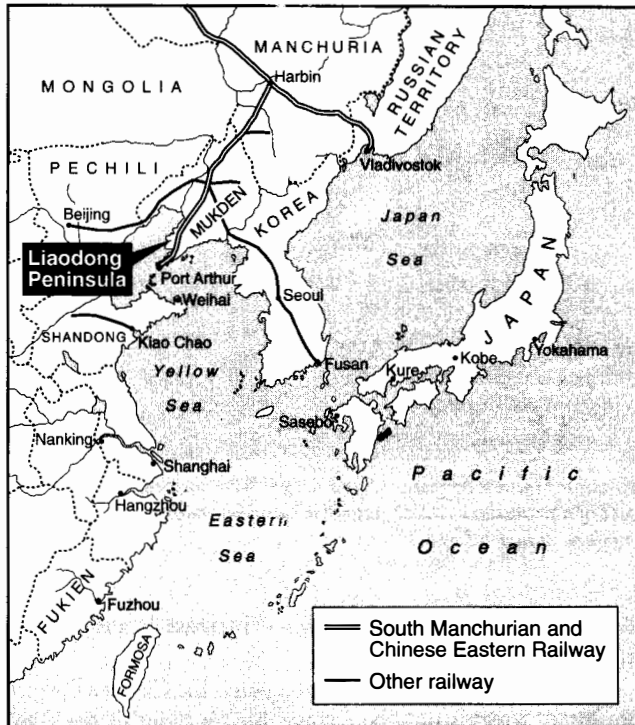 MANCHURIA
Harbin
MONGOLIA
RUSSIAN
TERRITORY
Vladivostok
PECHILI
Beijing
MUKDEN
KOREA
Japan
Sea
Liaodong
Peninsula
Port Arthur
Weihai
Seoul
JAPAN
SHANDONG
Kiao Chao
Yellow
Sea
Fusan
Kure
Kobe
Yokahama
Sasebo
Nanking
Shanghai
Hangzhou
Pacific
Ocean
Eastern
Sea
FUKIEN
Fuzhou
FORMOSA
South Manchurian and
Chinese Eastern Railway
Other railway